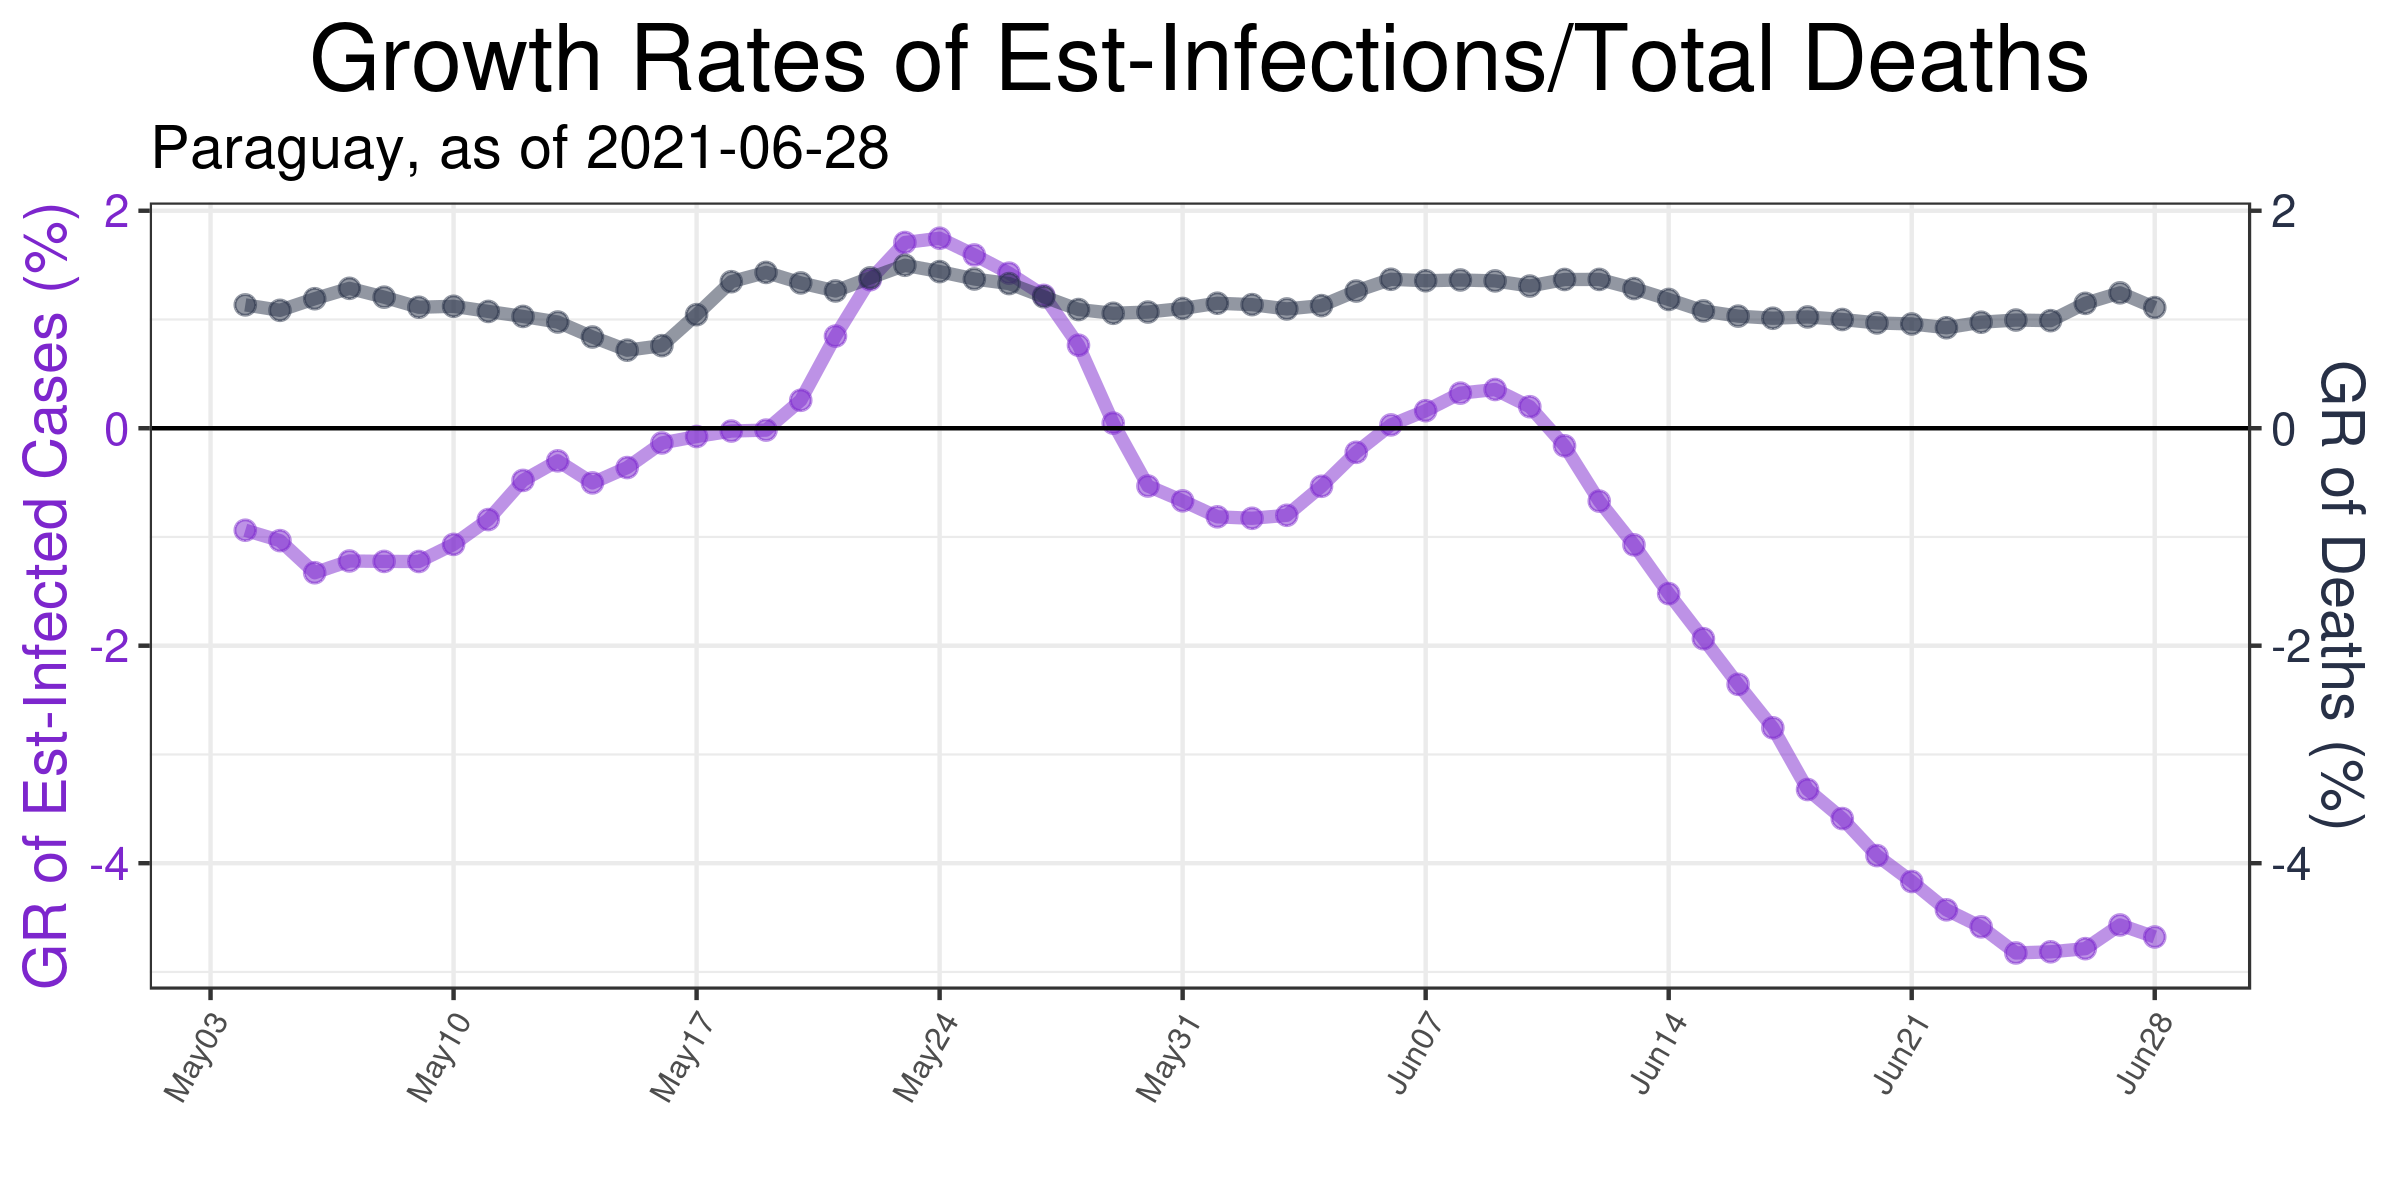 Growth Rates of Est-Infections/Total Deaths
Paraguay, as of 2021-06-28
GR of Est-Infected Cases (%)
2
0
-2
-4
2
0
-2
-4
GR of Deaths (%)
May03
May10
May17
May24
May31
Jun07
Jun14
Jun21
Jun28